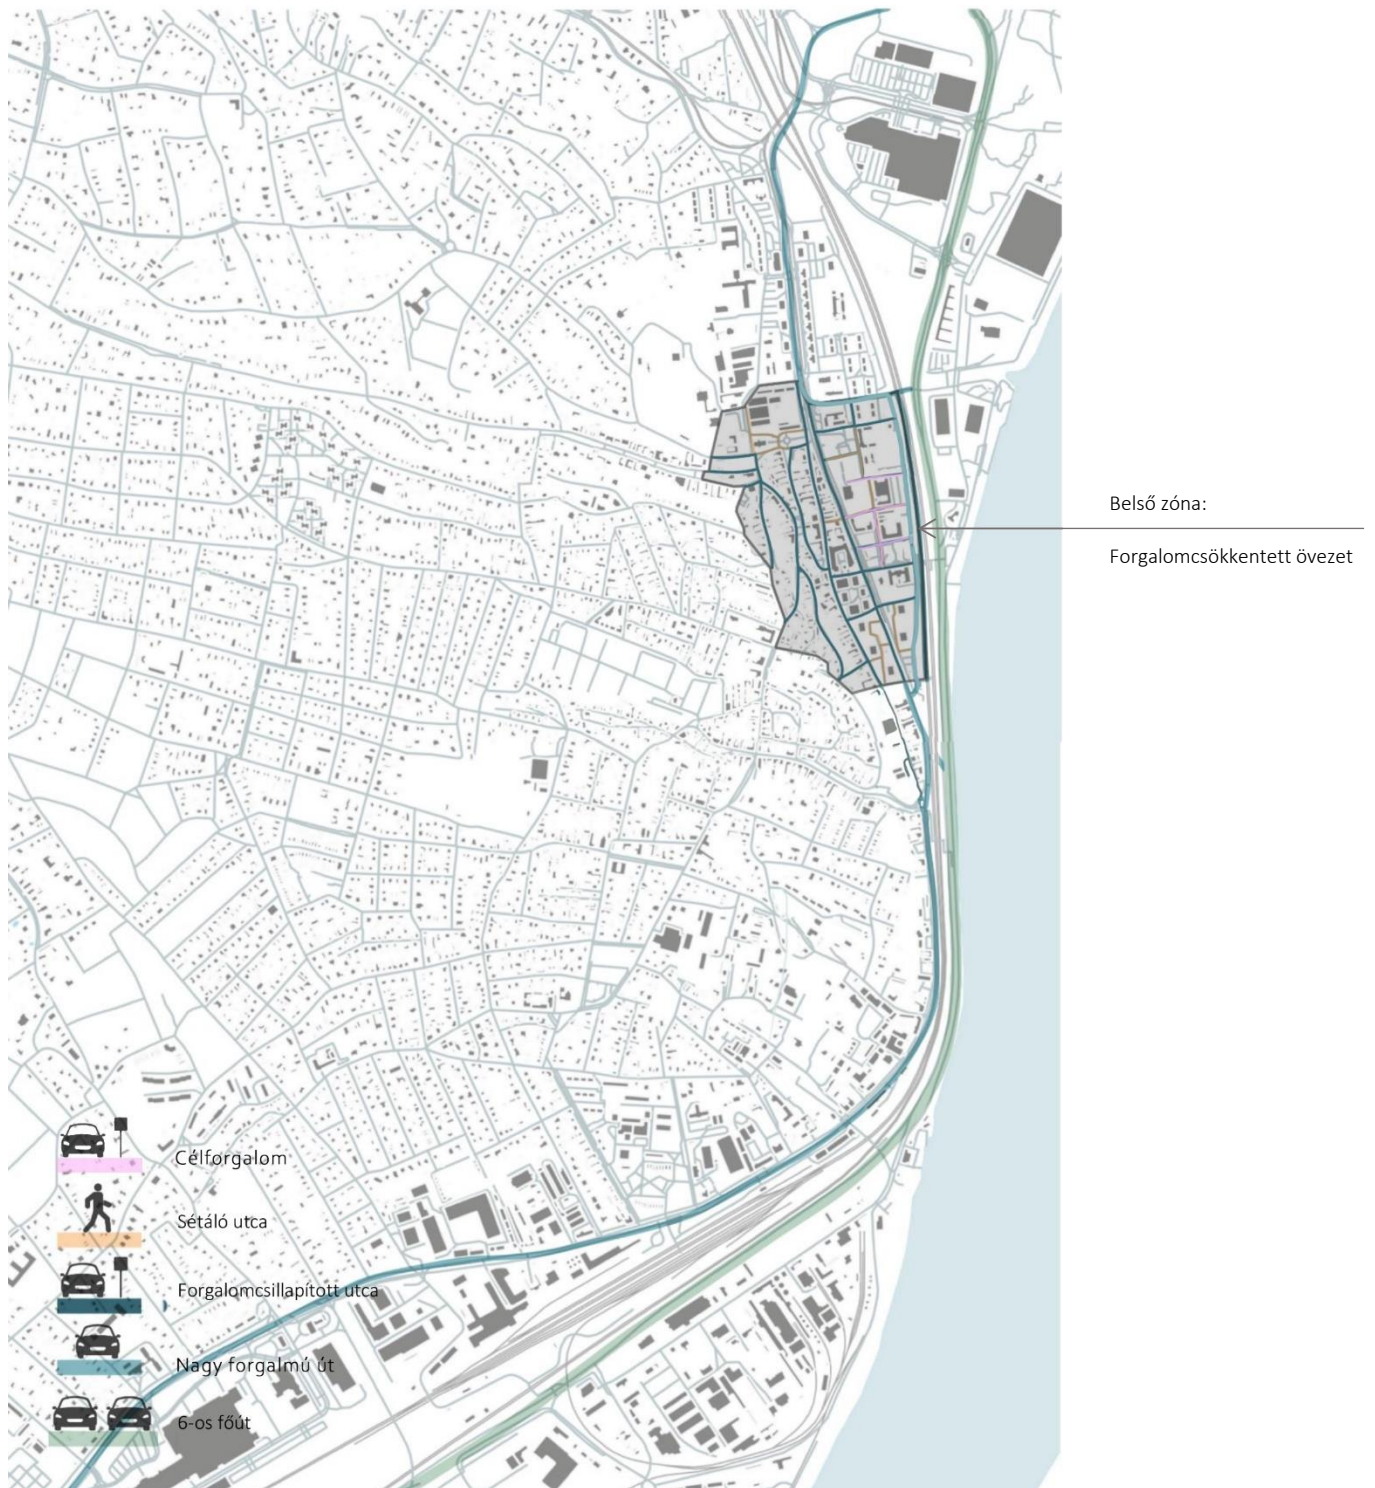 Belső zóna:
Forgalomcsökkentett övezet
Célforgalom
Sétáló utca
Forgalomcsillapított utca
Nagy forgalmú út
6-os főút